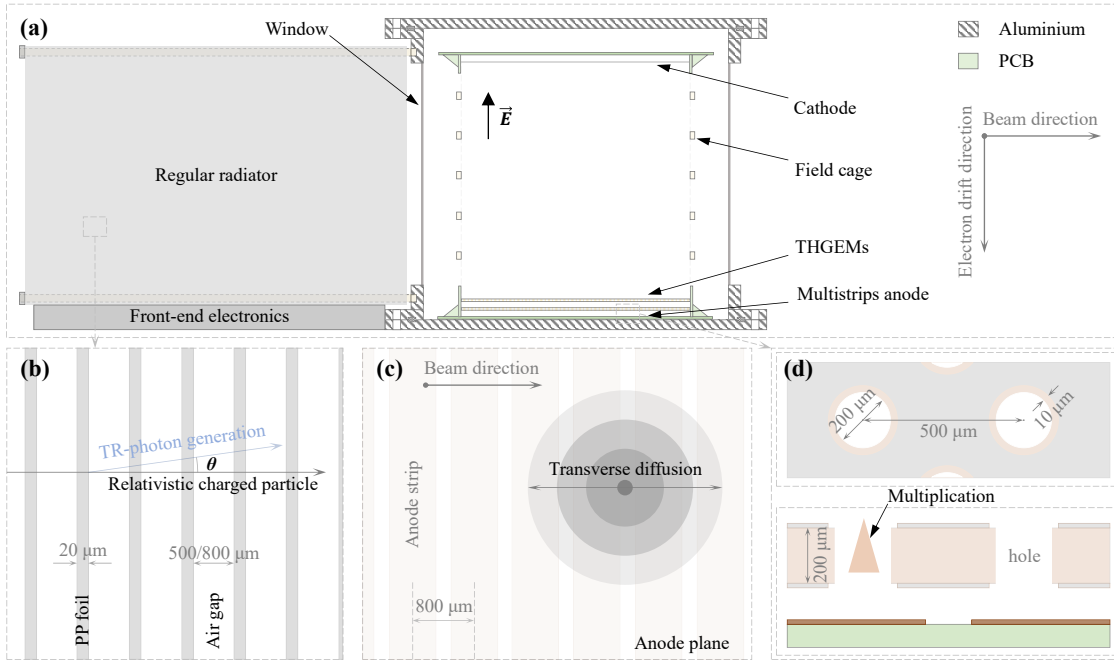 (a)
Window
Aluminium
PCB
Cathode
E
Beam direction
Electron drift direction
Regular radiator
Field cage
THGEMs
Multistrips anode
Front-end electronics
(b)
TR-photon generation
θ
Relativistic charged particle
20 μm
500/800 μm
PP foil
Air gap
(c)
Beam direction
Transverse diffusion
Anode strip
800 μm
Anode plane
(d)
200 μm
10 μm
500 μm
Multiplication
200 μm
hole